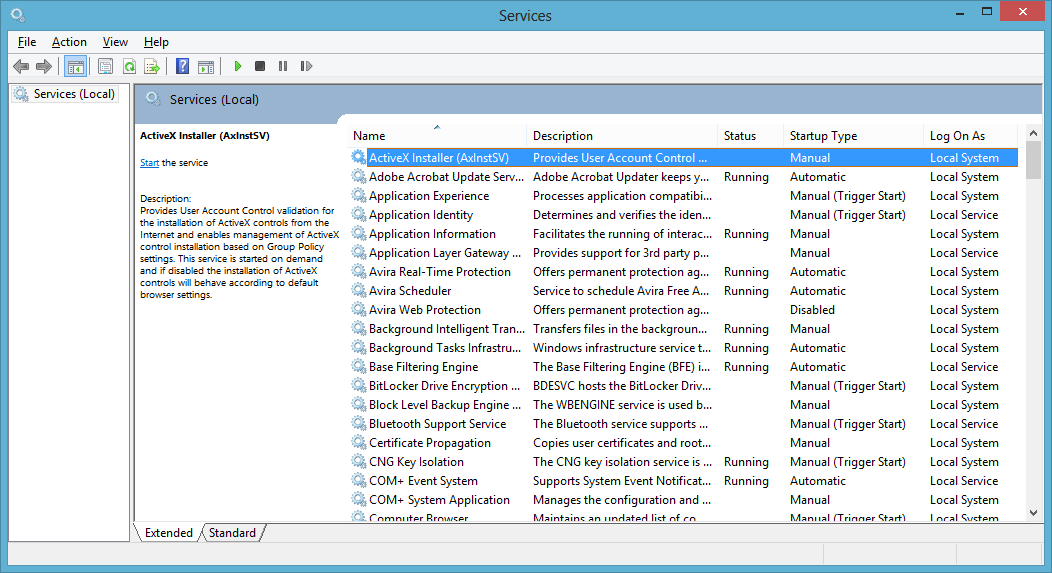 Services
File Action View Help
Services (Local)
Services (Local)
ActiveX Installer (AxInstSV)
Start the service
Description:
Provides User Account Control validation for
the installation of ActiveX controls from the
Internet and enables management of ActiveX
control installation based on Group Policy
settings. This service is started on demand
and if disabled the installation of ActiveX
controls will behave according to default
browser settings.
Name Description Status Startup Type Log On As
ActiveX Installer (AxInstSV) Provides User Account Control ... Manual Local System
Adobe Acrobat Update Serv... Adobe Acrobat Updater keeps y... Running Automatic Local System
Application Experience Processes application compatibi... Manual (Trigger Start) Local System
Application Identity Determines and verifies the iden... Manual (Trigger Start) Local Service
Application Information Facilitates the running of interac... Running Manual Local System
Application Layer Gateway ... Provides support for 3rd party p... Manual Local Service
Avira Real-Time Protection Offers permanent protection ag... Running Automatic Local System
Avira Scheduler Service to schedule Avira Free A... Running Automatic Local System
Avira Web Protection Offers permanent protection ag... Disabled Local System
Background Intelligent Tran... Transfers files in the backgroun... Running Manual Local System
Background Tasks Infrastru... Windows infrastructure service t... Running Automatic Local System
Base Filtering Engine The Base Filtering Engine (BFE) i... Running Automatic Local Service
BitLocker Drive Encryption ... BDESVC hosts the BitLocker Driv... Manual (Trigger Start) Local System
Block Level Backup Engine ... The WBENGINE service is used b... Manual Local System
Bluetooth Support Service The Bluetooth service supports ... Manual (Trigger Start) Local Service
Certificate Propagation Copies user certificates and root... Manual Local System
CNG Key Isolation The CNG key isolation service is ... Running Manual (Trigger Start) Local System
COM+ Event System Supports System Event Notificat... Running Automatic Local Service
COM+ System Application Manages the configuration and ... Manual Local System
Computer Browser Maintains an updated list of co... Manual (Trigger Start) Local System
Extended Standard